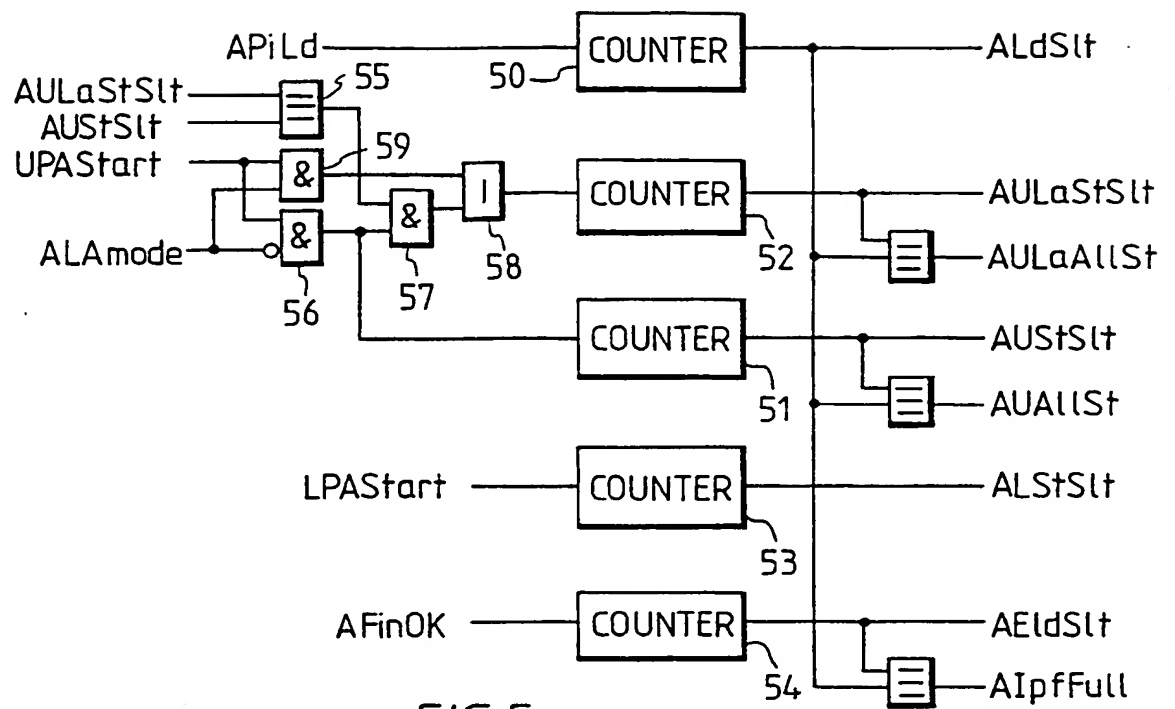 APiLd
COUNTER
50
ALdSlt
AULaStSlt
55
AUStSlt
UPAStart
59
&
&
&
ALAmode
56
57
58
COUNTER
52
AULaStSlt
AULaAllSt
COUNTER
51
AUStSlt
AUAllSt
LPAStart
COUNTER
53
ALStSlt
AFinOK
COUNTER
54
AEldSlt
AIpfFull